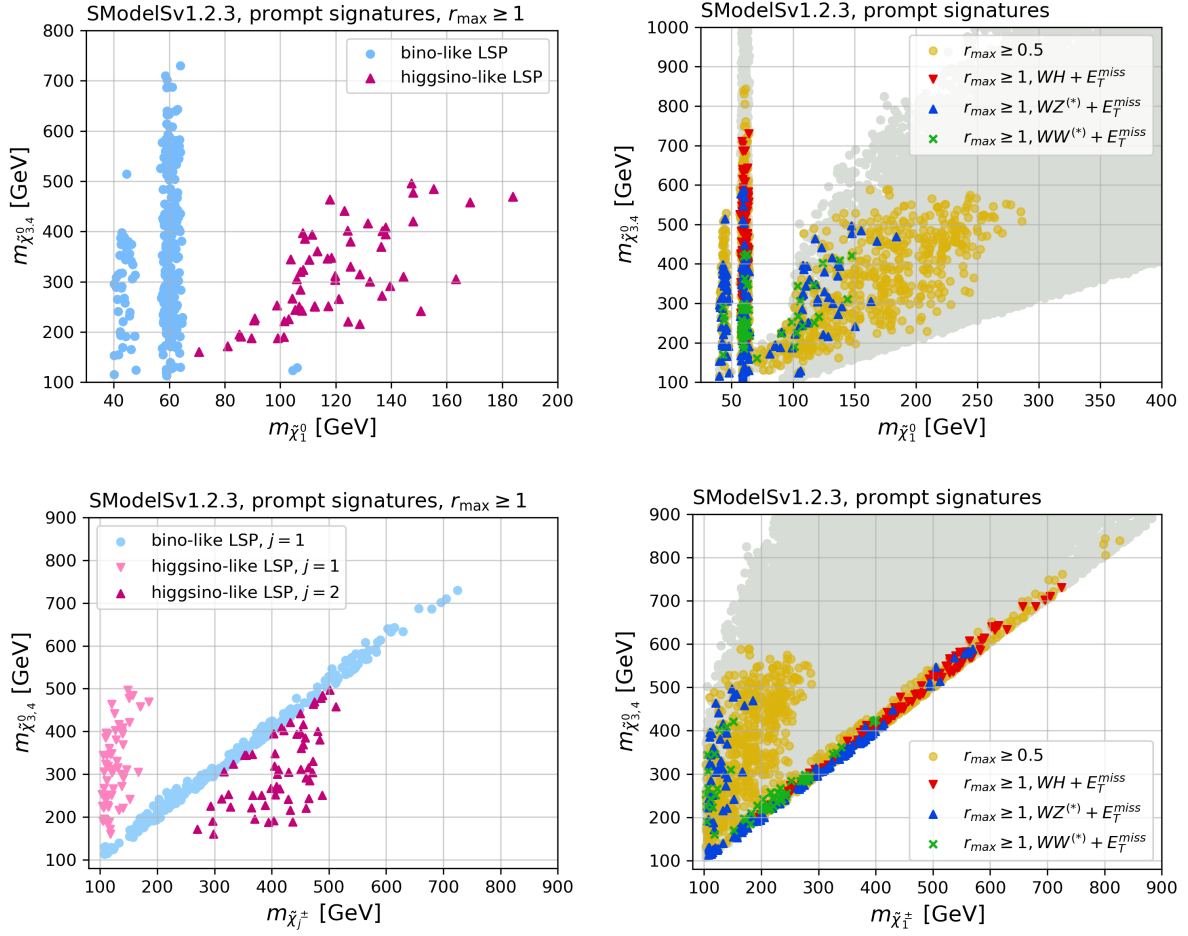 SModelSv1.2.3, prompt signatures, r_max ≥ 1
bino-like LSP
higgsino-like LSP
800
700
600
500
400
300
200
100
40 60 80 100 120 140 160 180 200
m_χ̃⁰_3,4 [GeV]
m_χ̃⁰_1 [GeV]
SModelSv1.2.3, prompt signatures
r_max ≥ 0.5
r_max ≥ 1, WH + E_T^miss
r_max ≥ 1, WZ^(*) + E_T^miss
r_max ≥ 1, WW^(*) + E_T^miss
1000
900
800
700
600
500
400
300
200
100
50 100 150 200 250 300 350 400
m_χ̃⁰_3,4 [GeV]
m_χ̃⁰_1 [GeV]
SModelSv1.2.3, prompt signatures, r_max ≥ 1
bino-like LSP, j = 1
higgsino-like LSP, j = 1
higgsino-like LSP, j = 2
900
800
700
600
500
400
300
200
100
100 200 300 400 500 600 700 800 900
m_χ̃⁰_3,4 [GeV]
m_χ̃_j^± [GeV]
SModelSv1.2.3, prompt signatures
900
800
700
600
500
400
300
200
100
r_max ≥ 0.5
r_max ≥ 1, WH + E_T^miss
r_max ≥ 1, WZ^(*) + E_T^miss
r_max ≥ 1, WW^(*) + E_T^miss
100 200 300 400 500 600 700 800 900
m_χ̃⁰_3,4 [GeV]
m_χ̃_1^± [GeV]